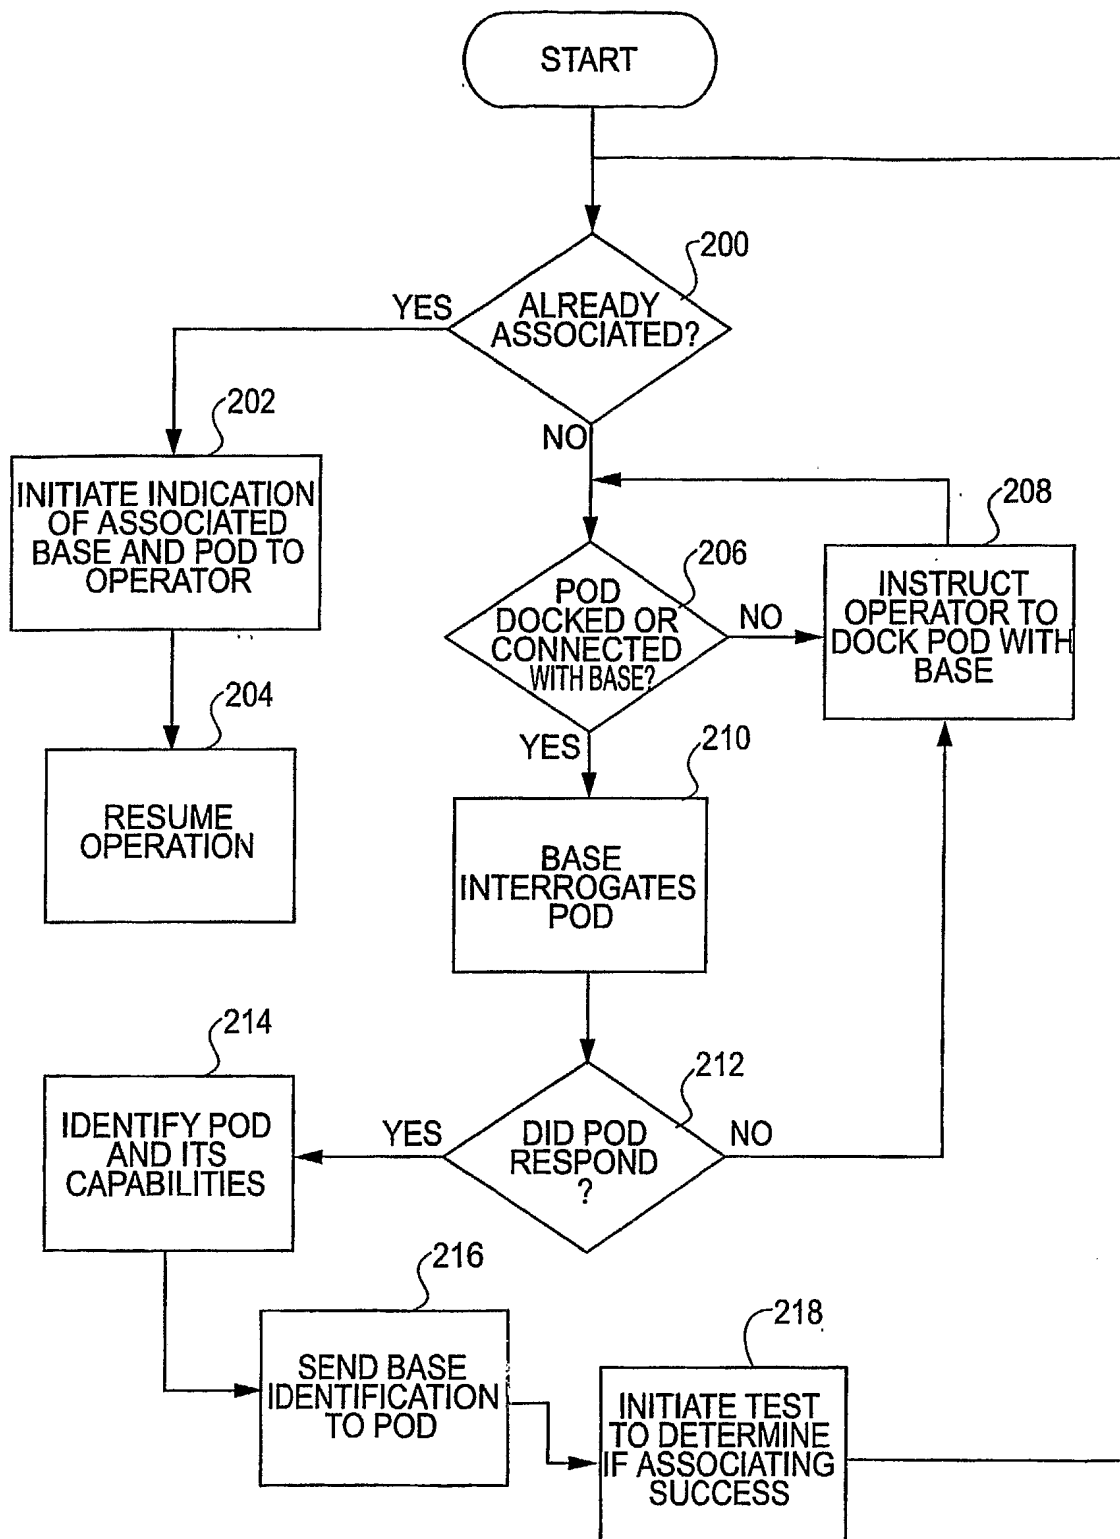 START
200
YES
ALREADY
ASSOCIATED?
NO
202
INITIATE INDICATION
OF ASSOCIATED
BASE AND POD TO
OPERATOR
204
RESUME
OPERATION
206
POD
DOCKED OR
CONNECTED
WITH BASE?
NO
208
INSTRUCT
OPERATOR TO
DOCK POD WITH
BASE
YES
210
BASE
INTERROGATES
POD
212
DID POD
RESPOND
?
YES
NO
214
IDENTIFY POD
AND ITS
CAPABILITIES
216
SEND BASE
IDENTIFICATION
TO POD
218
INITIATE TEST
TO DETERMINE
IF ASSOCIATING
SUCCESS